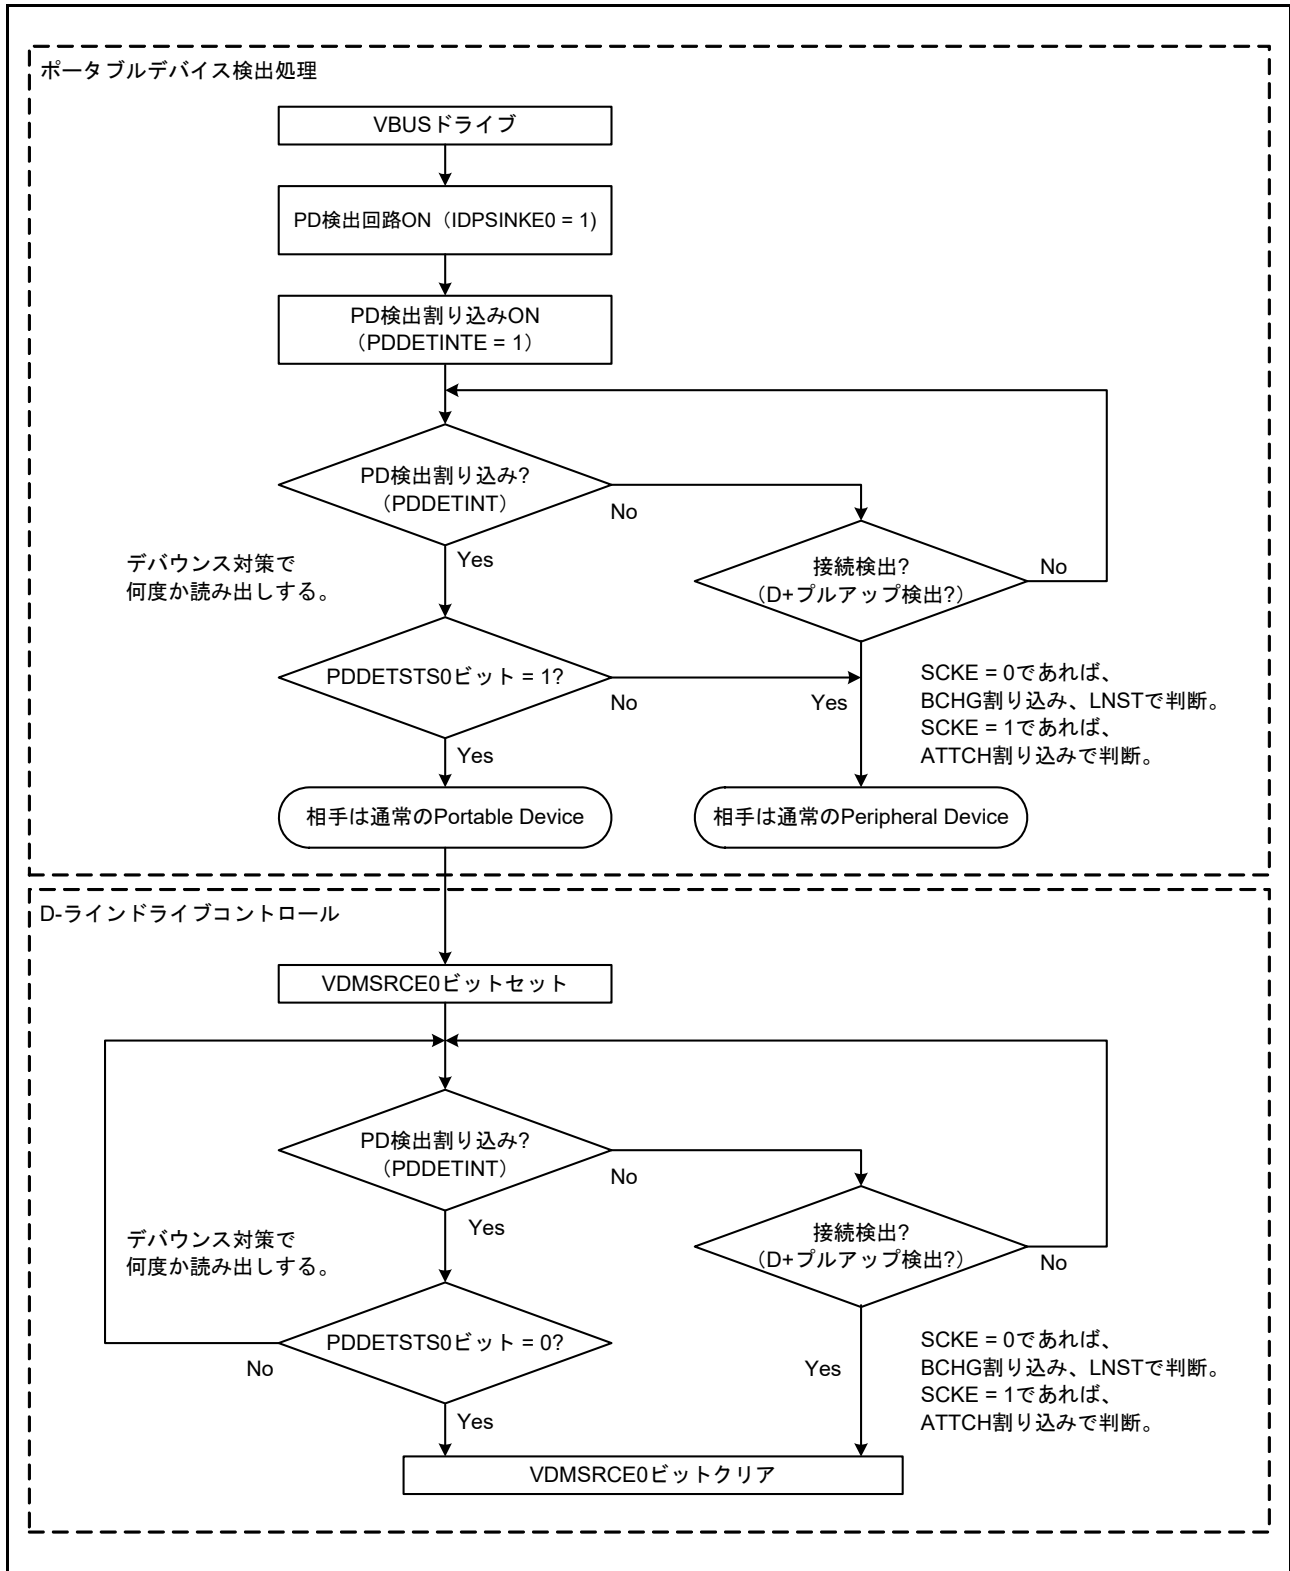 ポータブルデバイス検出処理
VBUSドライブ
PD検出回路ON（IDPSINKE0 = 1)
PD検出割り込みON
（PDDETINTE = 1）
PD検出割り込み?
（PDDETINT）
No
Yes
デバウンス対策で
何度か読み出しする。
接続検出?
（D+プルアップ検出?）
No
PDDETSTS0ビット = 1?
No
Yes
Yes
SCKE = 0であれば、
BCHG割り込み、LNSTで判断。
SCKE = 1であれば、
ATTCH割り込みで判断。
相手は通常のPortable Device
相手は通常のPeripheral Device
D-ラインドライブコントロール
VDMSRCE0ビットセット
PD検出割り込み?
（PDDETINT）
No
Yes
デバウンス対策で
何度か読み出しする。
接続検出?
（D+プルアップ検出?）
No
PDDETSTS0ビット = 0?
No
Yes
Yes
SCKE = 0であれば、
BCHG割り込み、LNSTで判断。
SCKE = 1であれば、
ATTCH割り込みで判断。
VDMSRCE0ビットクリア